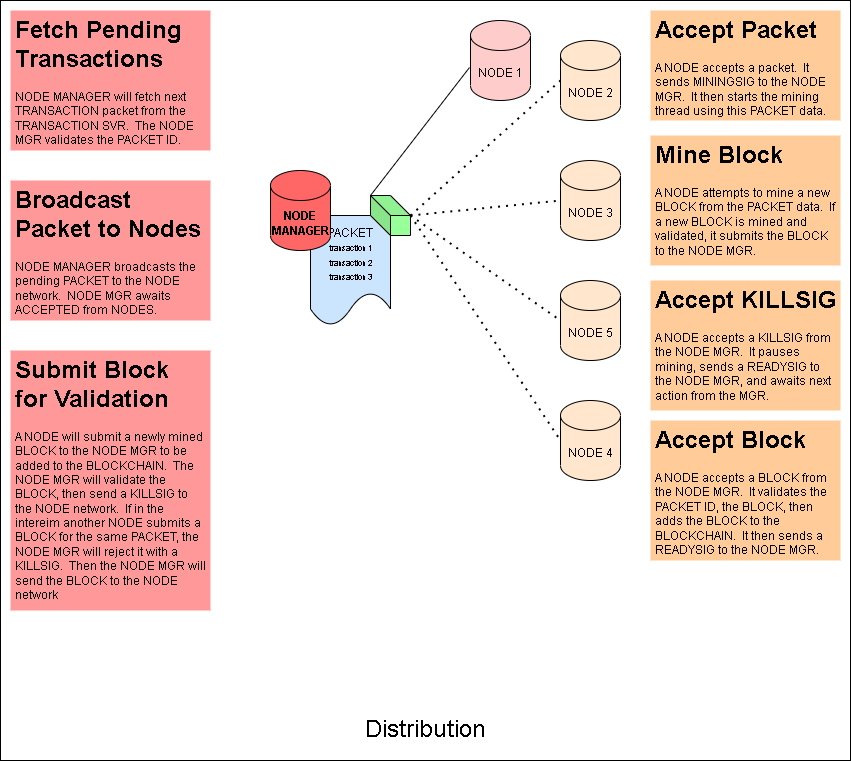 Fetch Pending
Transactions
NODE MANAGER will fetch next
TRANSACTION packet from the
TRANSACTION SVR. The NODE
MGR validates the PACKET ID.
Broadcast
Packet to Nodes
NODE MANAGER broadcasts the
pending PACKET to the NODE
network. NODE MGR awaits
ACCEPTED from NODES.
Submit Block
for Validation
A NODE will submit a newly mined
BLOCK to the NODE MGR to be
added to the BLOCKCHAIN. The
NODE MGR will validate the
BLOCK, then send a KILLSIG to
the NODE network. If in the
intereim another NODE submits a
BLOCK for the same PACKET, the
NODE MGR will reject it with a
KILLSIG. Then the NODE MGR will
send the BLOCK to the NODE
network
NODE
MANAGER
PACKET
transaction 1
transaction 2
transaction 3
NODE 1
NODE 2
NODE 3
NODE 5
NODE 4
Accept Packet
A NODE accepts a packet. It
sends MININGSIG to the NODE
MGR. It then starts the mining
thread using this PACKET data.
Mine Block
A NODE attempts to mine a new
BLOCK from the PACKET data. If
a new BLOCK is mined and
validated, it submits the BLOCK
to the NODE MGR.
Accept KILLSIG
A NODE accepts a KILLSIG from
the NODE MGR. It pauses
mining, sends a READYSIG to
the NODE MGR, and awaits next
action from the MGR.
Accept Block
A NODE accepts a BLOCK from
the NODE MGR. It validates the
PACKET ID, the BLOCK, then
adds the BLOCK to the
BLOCKCHAIN. It then sends a
READYSIG to the NODE MGR.
Distribution